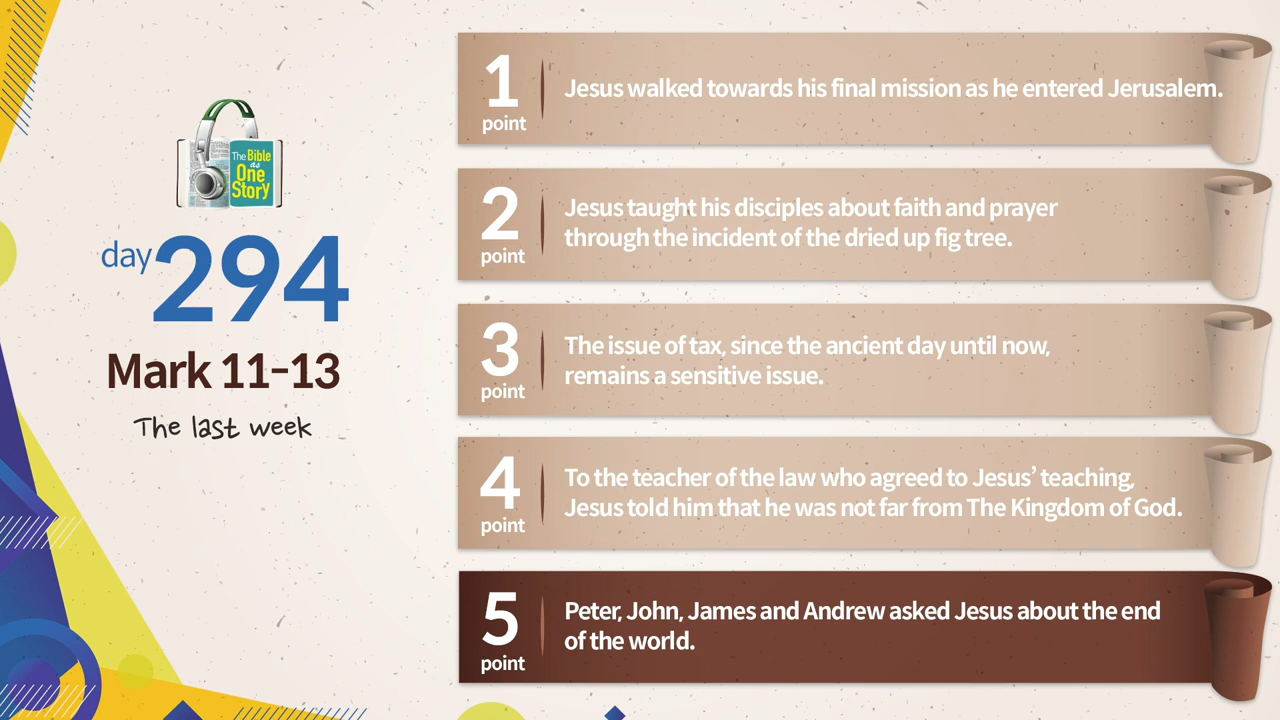 The Bible
as
One
Story
day 294
Mark 11-13
The last week
1
point
Jesus walked towards his final mission as he entered Jerusalem.
2
point
Jesus taught his disciples about faith and prayer
through the incident of the dried up fig tree.
3
point
The issue of tax, since the ancient day until now,
remains a sensitive issue.
4
point
To the teacher of the law who agreed to Jesus’ teaching,
Jesus told him that he was not far from The Kingdom of God.
5
point
Peter, John, James and Andrew asked Jesus about the end
of the world.